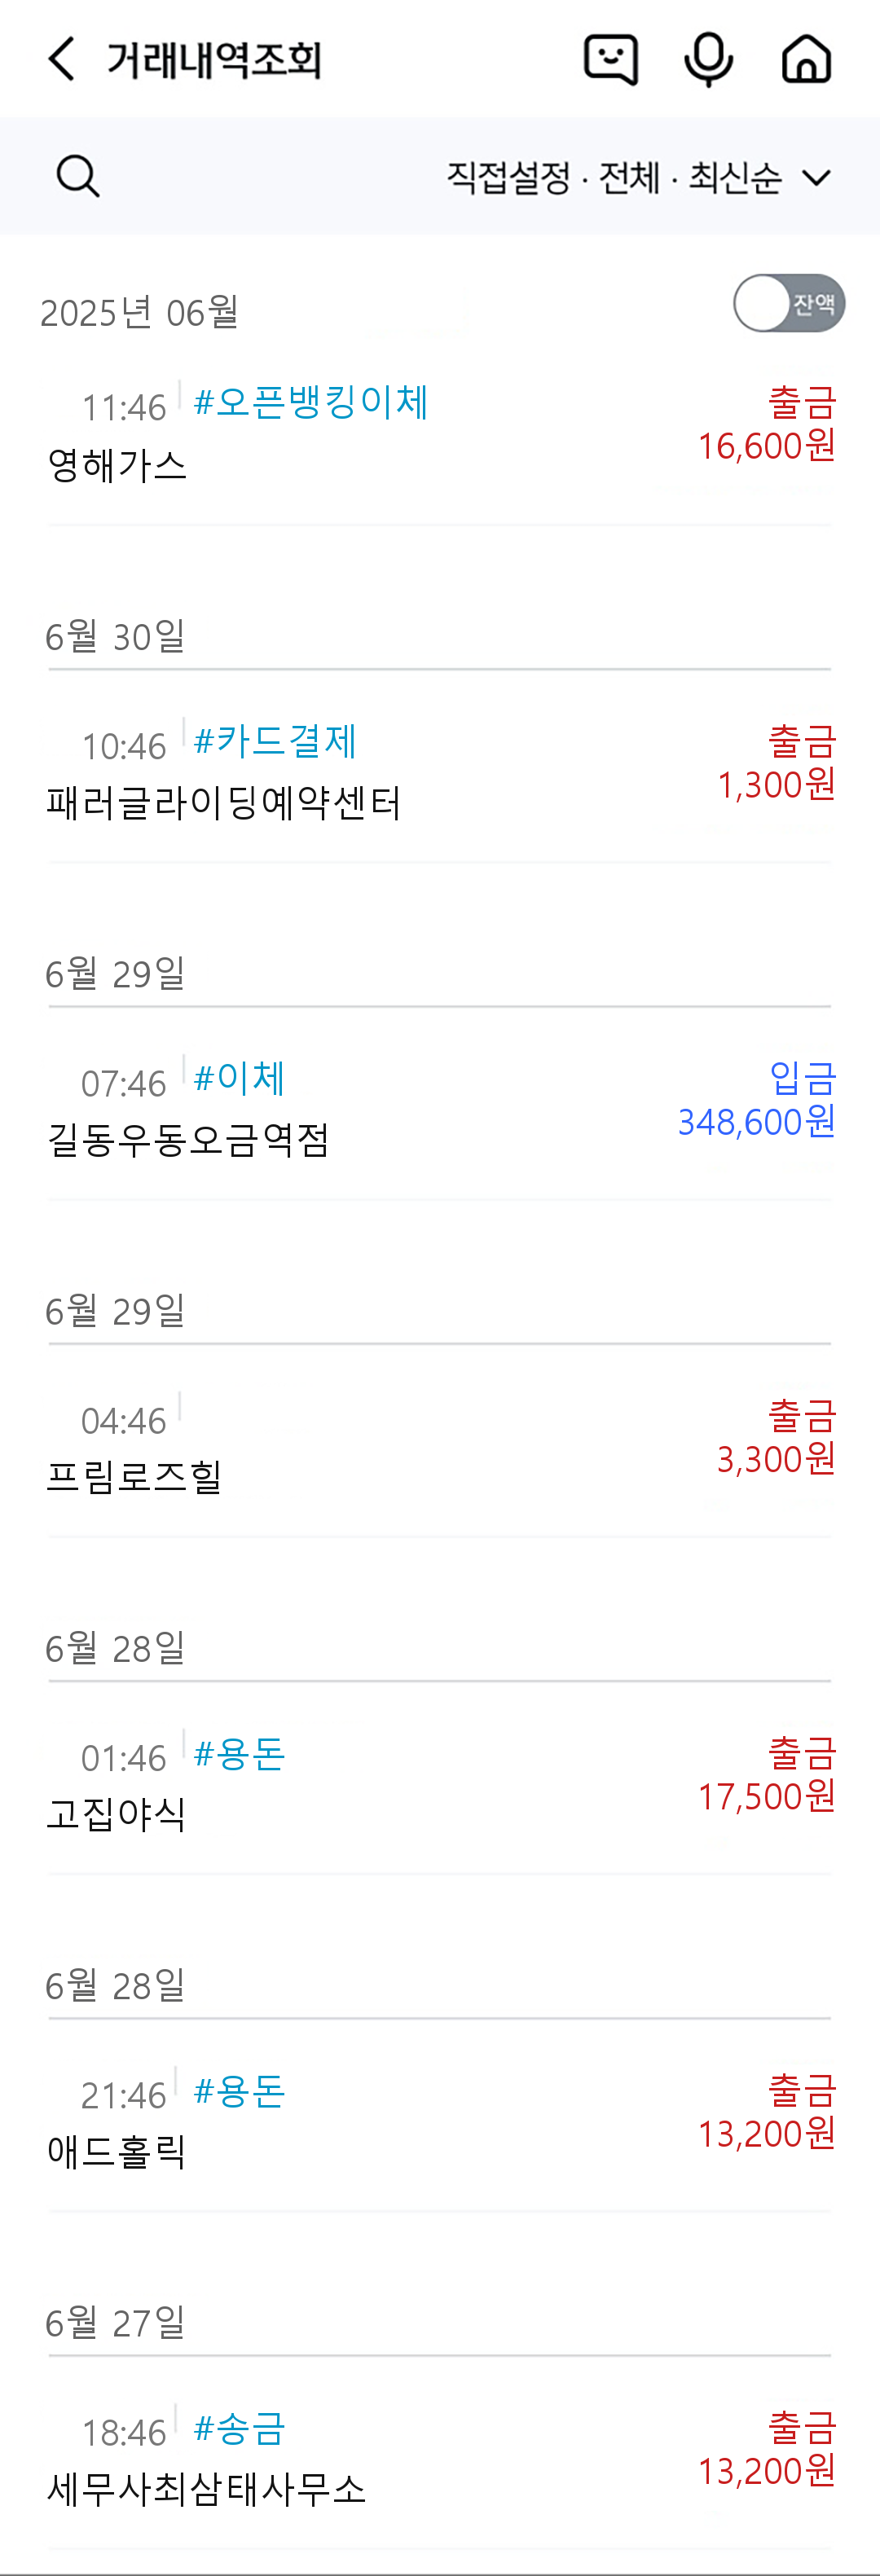 거래내역조회
직접설정 · 전체 · 최신순
2025년 06월
잔액
11:46 #오픈뱅킹이체 출금
16,600원
영해가스
6월 30일
10:46 #카드결제 출금
1,300원
패러글라이딩예약센터
6월 29일
07:46 #이체 입금
348,600원
길동우동오금역점
6월 29일
04:46 출금
3,300원
프림로즈힐
6월 28일
01:46 #용돈 출금
17,500원
고집야식
6월 28일
21:46 #용돈 출금
13,200원
애드홀릭
6월 27일
18:46 #송금 출금
13,200원
세무사최삼태사무소